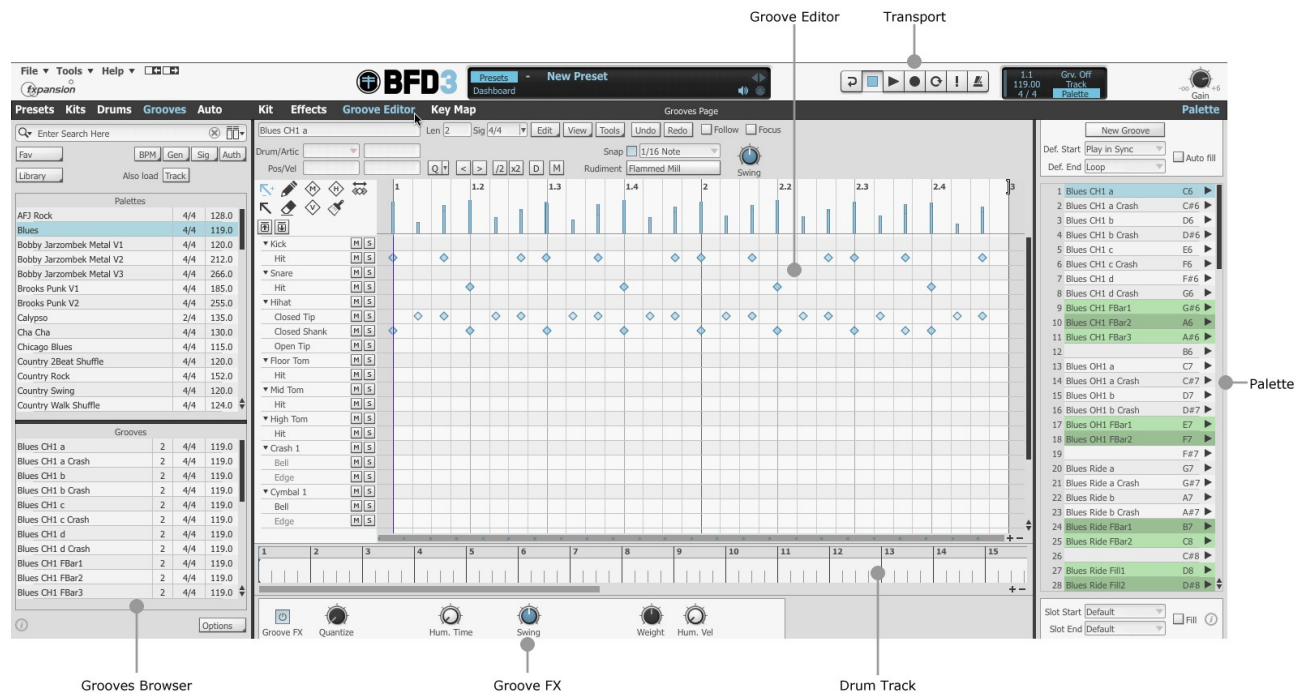 Groove Editor Transport
File Tools Help
fxpansion
BFD3
Presets - New Preset
Dashboard
1.1 Grv. Off
119.00 Track
4 / 4 Palette
-oo +6
Gain
Presets Kits Drums Grooves Auto
Kit Effects Groove Editor Key Map Grooves Page Palette
Enter Search Here
Fav BPM Gen Sig Auth
Library Also load Track
Palettes
AFJ Rock 4/4 128.0
Blues 4/4 119.0
Bobby Jarzombek Metal V1 4/4 120.0
Bobby Jarzombek Metal V2 4/4 212.0
Bobby Jarzombek Metal V3 4/4 266.0
Brooks Punk V1 4/4 185.0
Brooks Punk V2 4/4 255.0
Calypso 2/4 135.0
Cha Cha 4/4 130.0
Chicago Blues 4/4 115.0
Country 2Beat Shuffle 4/4 120.0
Country Rock 4/4 152.0
Country Swing 4/4 120.0
Country Walk Shuffle 4/4 124.0
Grooves
Blues CH1 a 2 4/4 119.0
Blues CH1 a Crash 2 4/4 119.0
Blues CH1 b 2 4/4 119.0
Blues CH1 b Crash 2 4/4 119.0
Blues CH1 c 2 4/4 119.0
Blues CH1 c Crash 2 4/4 119.0
Blues CH1 d 2 4/4 119.0
Blues CH1 d Crash 2 4/4 119.0
Blues CH1 FBar1 2 4/4 119.0
Blues CH1 FBar2 2 4/4 119.0
Blues CH1 FBar3 2 4/4 119.0
Options
Blues CH1 a Len 2 Sig 4/4 Edit View Tools Undo Redo Follow Focus
Drum/Artic Snap 1/16 Note
Pos/Vel Q < > /2 x2 D M Rudiment Flammed Mill
Swing
M H
V
1 1.2 1.3 1.4 2 2.2 2.3 2.4 3
Kick M S
Hit M S
Snare M S
Hit M S
Hihat M S
Closed Tip M S
Closed Shank M S
Open Tip M S
Floor Tom M S
Hit M S
Mid Tom M S
Hit M S
High Tom M S
Hit M S
Crash 1 M S
Bell M S
Edge M S
Cymbal 1 M S
Bell M S
Edge M S
1 2 3 4 5 6 7 8 9 10 11 12 13 14 15
Groove FX Quantize Hum. Time Swing Weight Hum. Vel
New Groove
Def. Start Play in Sync
Auto fill
Def. End Loop
1 Blues CH1 a C6
2 Blues CH1 a Crash C#6
3 Blues CH1 b D6
4 Blues CH1 b Crash D#6
5 Blues CH1 c E6
6 Blues CH1 c Crash F6
7 Blues CH1 d F#6
8 Blues CH1 d Crash G6
9 Blues CH1 FBar1 G#6
10 Blues CH1 FBar2 A6
11 Blues CH1 FBar3 A#6
12 B6
13 Blues OH1 a C7
14 Blues OH1 a Crash C#7
15 Blues OH1 b D7
16 Blues OH1 b Crash D#7
17 Blues OH1 FBar1 E7
18 Blues OH1 FBar2 F7
19 F#7
20 Blues Ride a G7
21 Blues Ride a Crash G#7
22 Blues Ride b A7
23 Blues Ride b Crash A#7
24 Blues Ride FBar1 B7
25 Blues Ride FBar2 C8
26 C#8
27 Blues Ride Fill1 D8
28 Blues Ride Fill2 D#8
Slot Start Default
Fill
Slot End Default
Palette
Grooves Browser Groove FX Drum Track